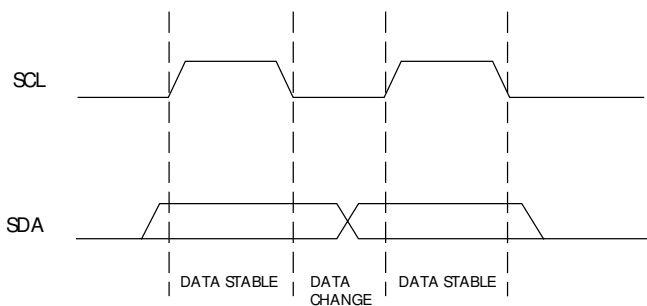 SCL
SDA
DATA STABLE
DATA
CHANGE
DATA STABLE